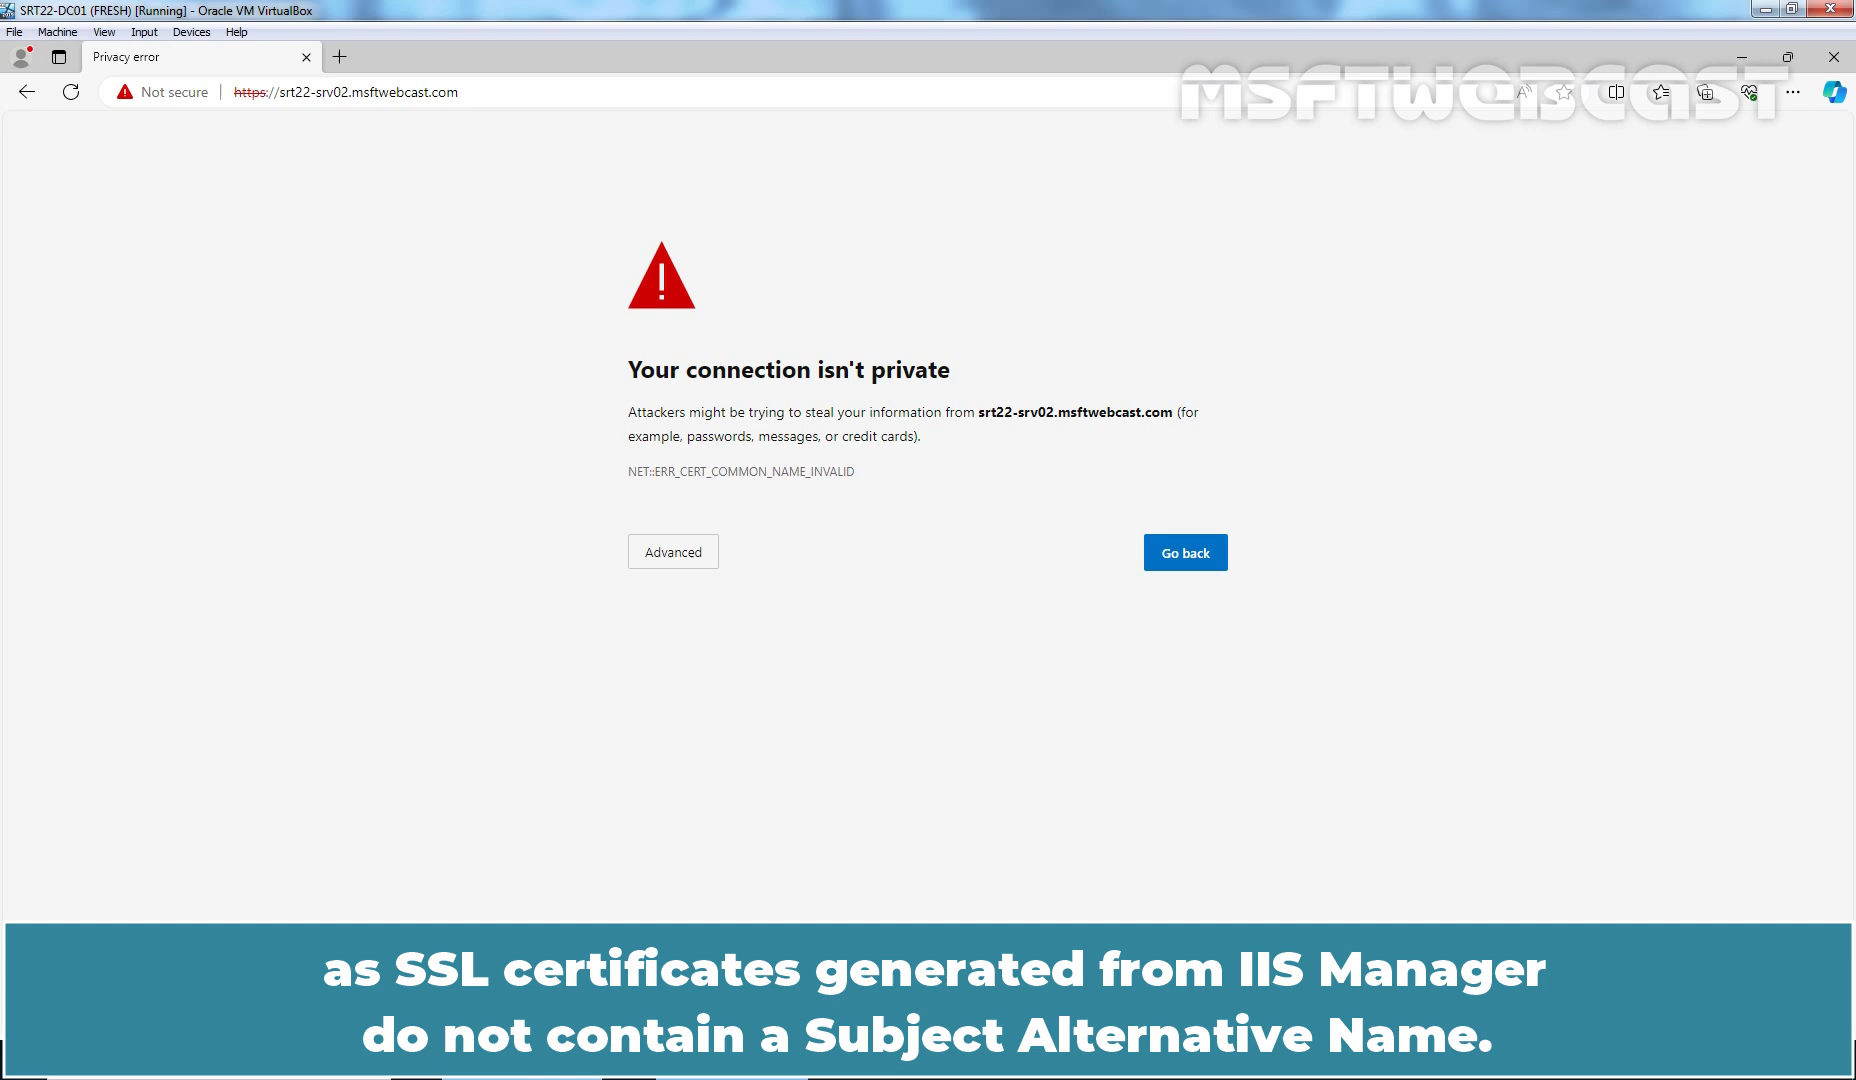 SRT22-DC01 (FRESH) [Running] - Oracle VM VirtualBox
File Machine View Input Devices Help
Privacy error
Not secure | https://srt22-srv02.msftwebcast.com
MSFTWEBCAST
!
Your connection isn't private
Attackers might be trying to steal your information from srt22-srv02.msftwebcast.com (for
example, passwords, messages, or credit cards).
NET::ERR_CERT_COMMON_NAME_INVALID
Advanced
Go back
as SSL certificates generated from IIS Manager
do not contain a Subject Alternative Name.